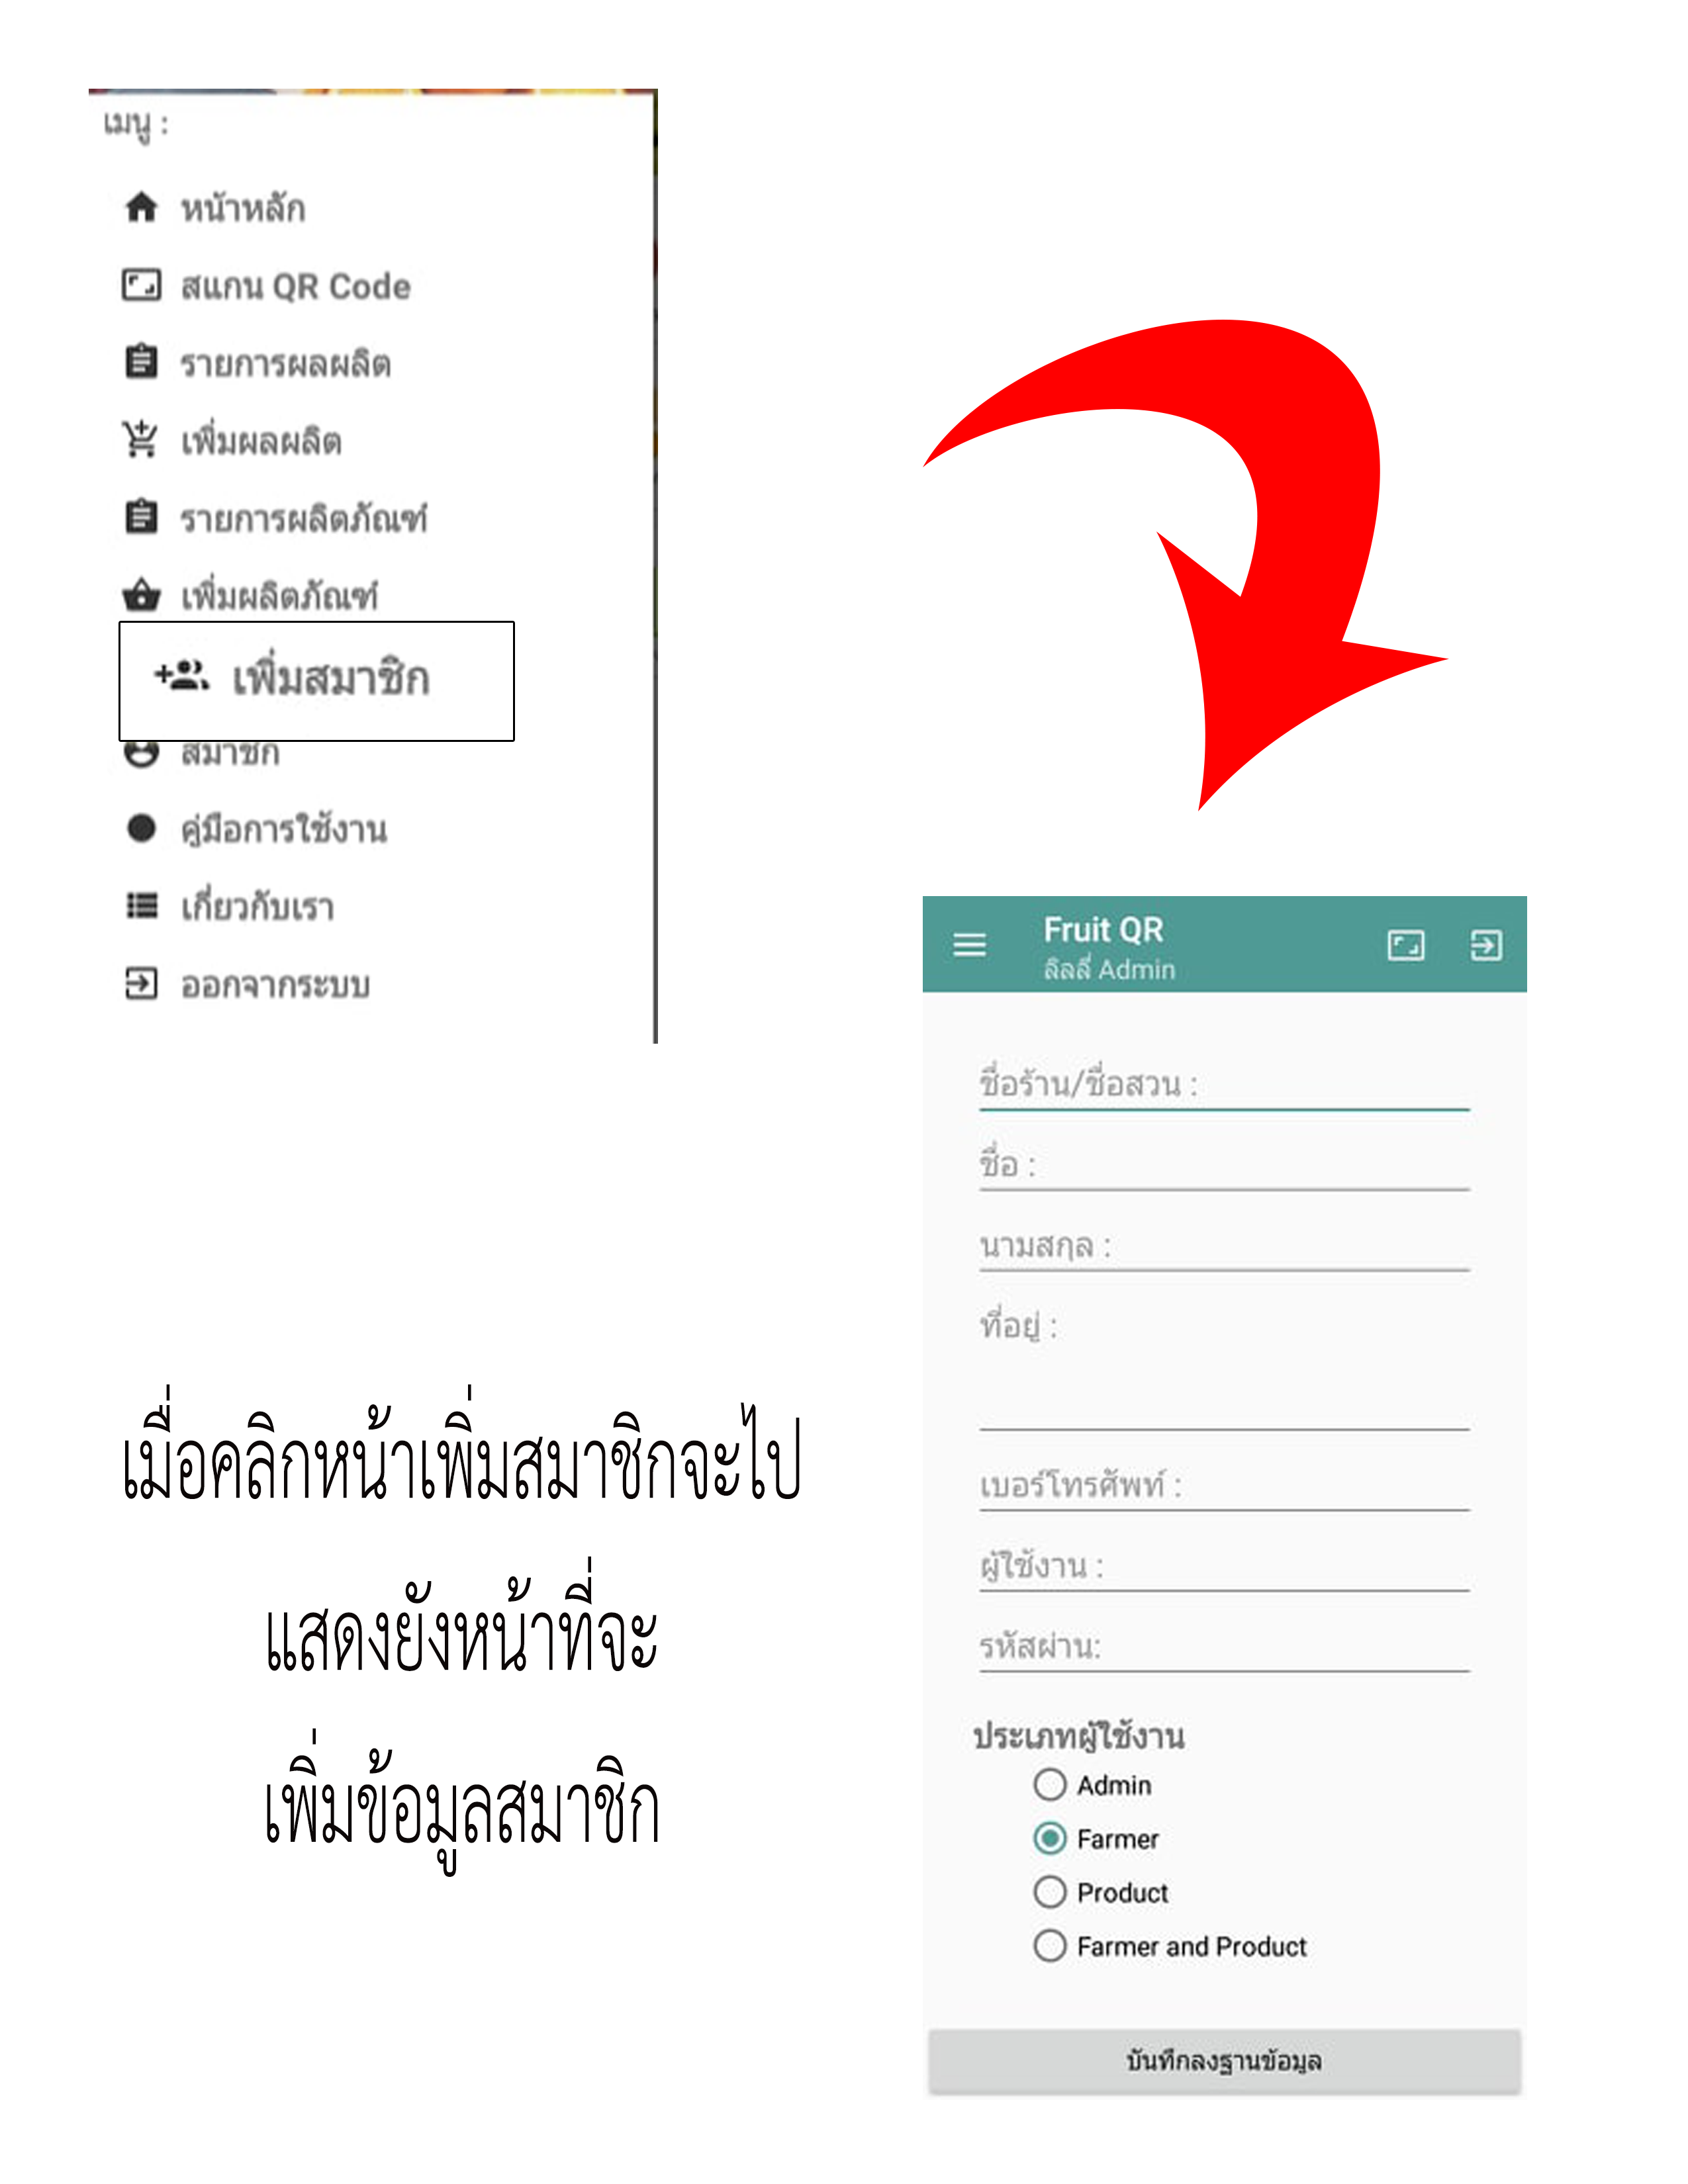 เมนู :
หน้าหลัก
สแกน QR Code
รายการผลผลิต
เพิ่มผลผลิต
รายการผลิตภัณฑ์
เพิ่มผลิตภัณฑ์
เพิ่มสมาชิก
สมาชิก
คู่มือการใช้งาน
เกี่ยวกับเรา
ออกจากระบบ
เมื่อคลิกหน้าเพิ่มสมาชิกจะไป
แสดงยังหน้าที่จะ
เพิ่มข้อมูลสมาชิก
Fruit QR
ลิลลี่ Admin
ชื่อร้าน/ชื่อสวน :
ชื่อ :
นามสกุล :
ที่อยู่ :
เบอร์โทรศัพท์ :
ผู้ใช้งาน :
รหัสผ่าน:
ประเภทผู้ใช้งาน
Admin
Farmer
Product
Farmer and Product
บันทึกลงฐานข้อมูล